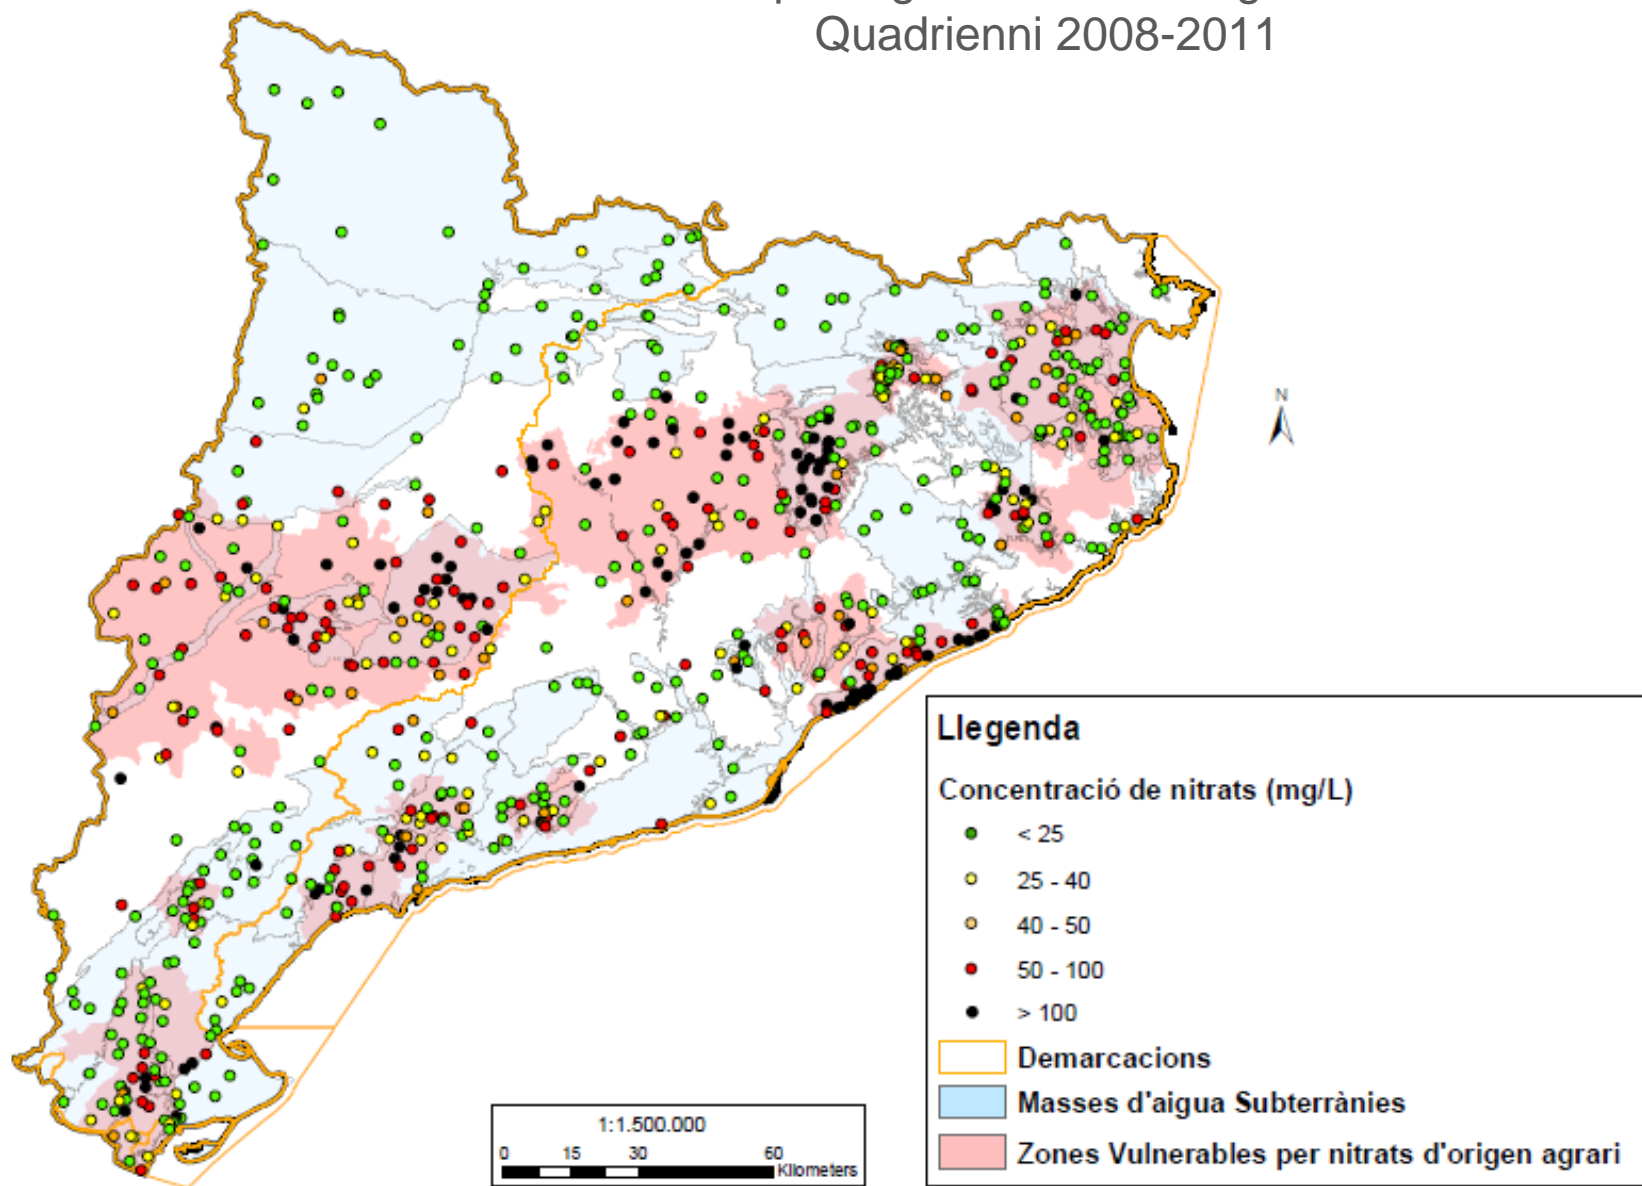 Quadrienni 2008-2011
N
Llegenda
Concentració de nitrats (mg/L)
< 25
25 - 40
40 - 50
50 - 100
> 100
Demarcacions
Masses d'aigua Subterrànies
Zones Vulnerables per nitrats d'origen agrari
1:1.500.000
0 15 30 60
Kilometers